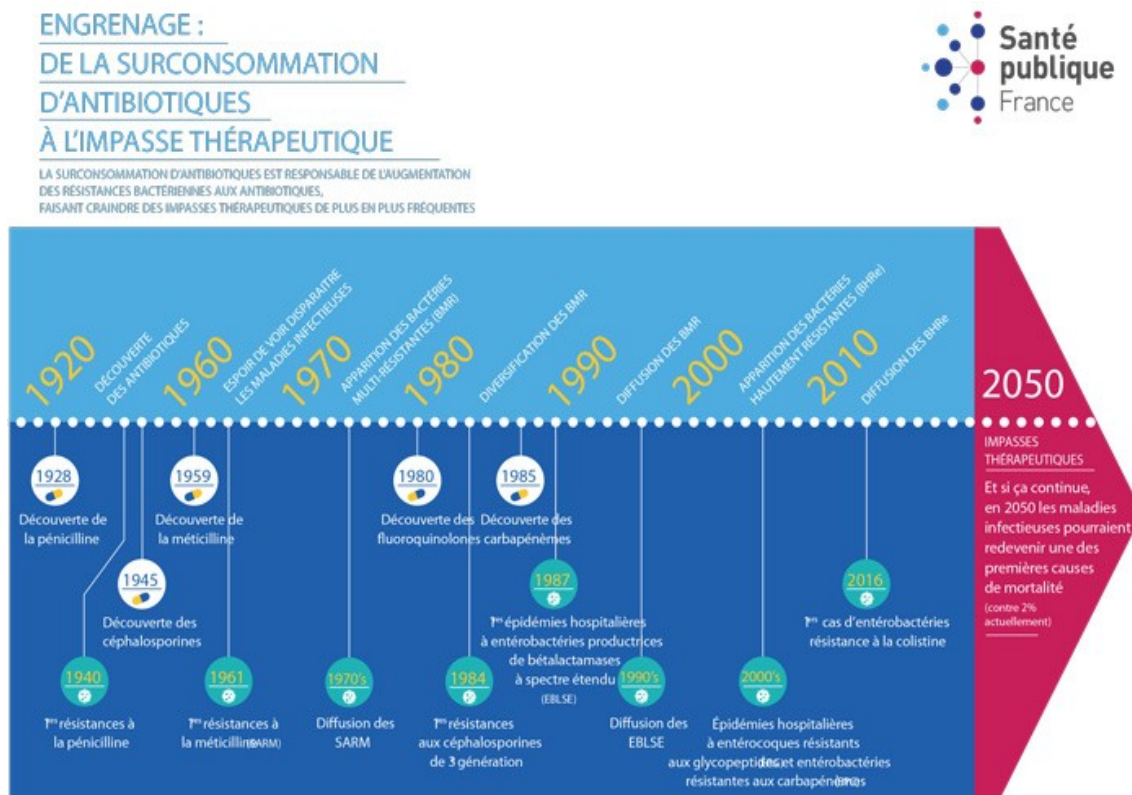 ENGRENAGE :
DE LA SURCONSOMMATION
D'ANTIBIOTIQUES
À L'IMPASSE THÉRAPEUTIQUE
LA SURCONSOMMATION D'ANTIBIOTIQUES EST RESPONSABLE DE L'AUGMENTATION
DES RÉSISTANCES BACTÉRIENNES AUX ANTIBIOTIQUES,
FAISANT CRAINDRE DES IMPASSES THÉRAPEUTIQUES DE PLUS EN PLUS FRÉQUENTES
Santé
publique
France
1920
DÉCOUVERTE
DES ANTIBIOTIQUES
1960
ESPOIR DE VOIR DISPARAITRE
LES MALADIES INFECTIEUSES
1970
APPARITION DES BACTÉRIES
MULTI-RÉSISTANTES (BMR)
1980
DIVERSIFICATION DES BMR
1990
DIFFUSION DES BMR
2000
APPARITION DES BACTÉRIES
HAUTEMENT RÉSISTANTES (BHRe)
2010
DIFFUSION DES BHRe
2050
IMPASSES
THÉRAPEUTIQUES
Et si ça continue,
en 2050 les maladies
infectieuses pourraient
redevenir une des
premières causes
de mortalité
(contre 2%
actuellement)
1928
Découverte de
la pénicilline
1959
Découverte de
la méticilline
1980
Découverte des
fluoroquinolones
1985
Découverte des
carbapénèmes
1945
Découverte des
céphalosporines
1987
1res épidémies hospitalières
à entérobactéries productrices
de bétalactamases
à spectre étendu
(EBLSE)
2016
1ers cas d'entérobactéries
résistance à la colistine
1940
1res résistances à
la pénicilline
1961
1res résistances à
la méticilline (SARM)
1970's
Diffusion des
SARM
1984
1res résistances
aux céphalosporines
de 3 génération
1990's
Diffusion des
EBLSE
2000's
Épidémies hospitalières
à entérocoques résistants
aux glycopeptides et entérobactéries
résistantes aux carbapénèmes